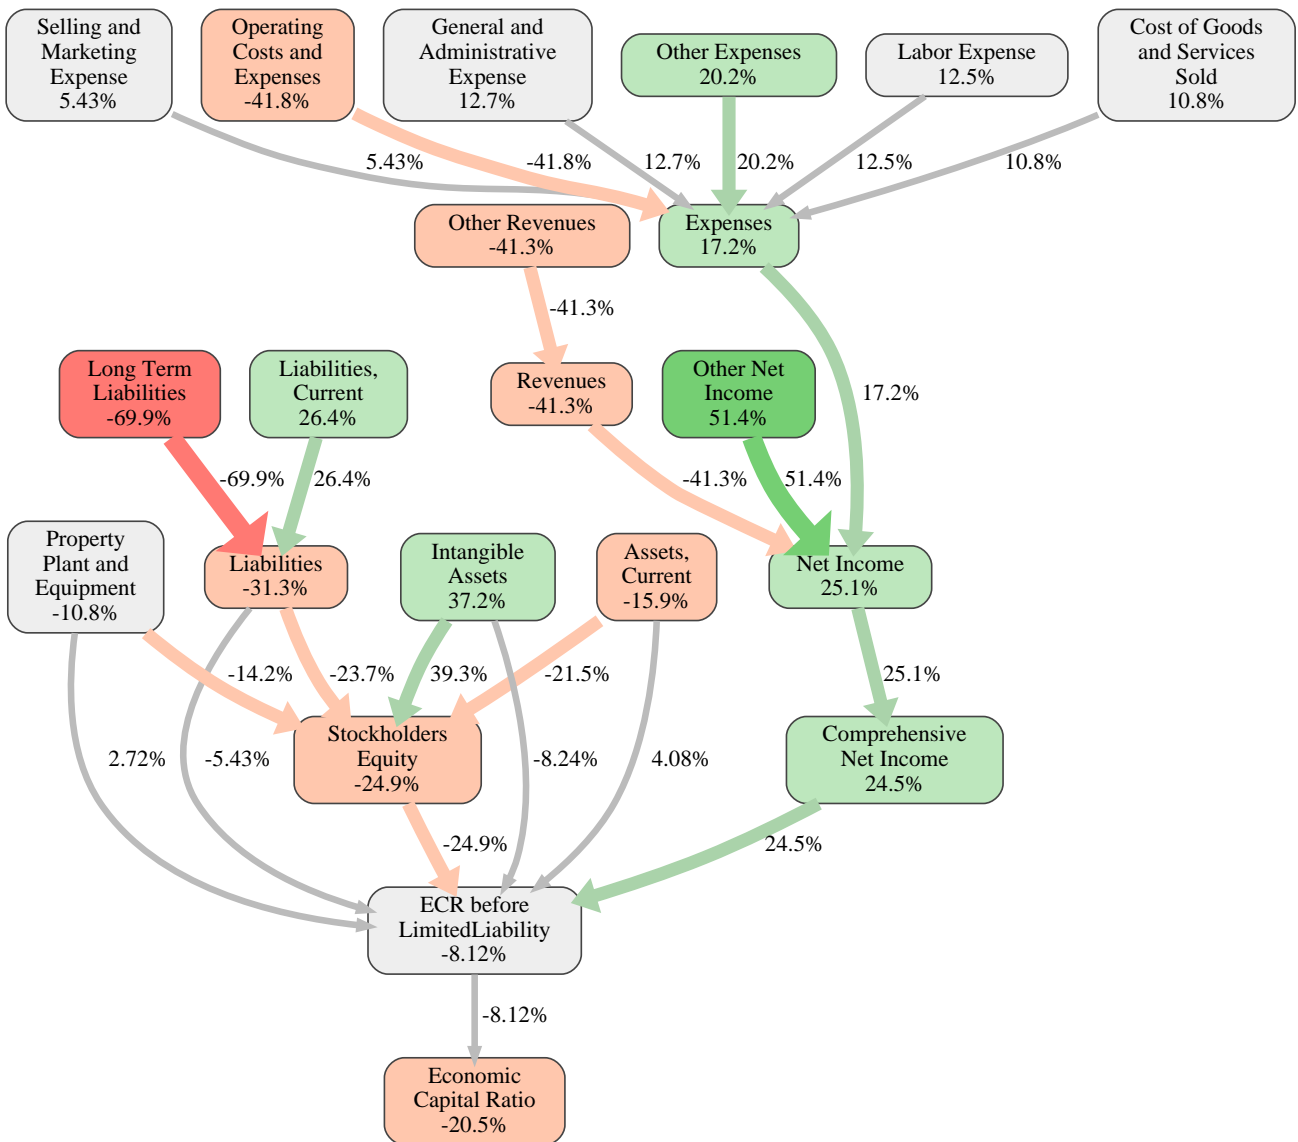 Selling and
Marketing
Expense
5.43%
Operating
Costs and
Expenses
-41.8%
General and
Administrative
Expense
12.7%
Other Expenses
20.2%
Labor Expense
12.5%
Cost of Goods
and Services
Sold
10.8%
5.43%
-41.8%
12.7%
20.2%
12.5%
10.8%
Other Revenues
-41.3%
Expenses
17.2%
-41.3%
17.2%
Long Term
Liabilities
-69.9%
Liabilities,
Current
26.4%
Revenues
-41.3%
Other Net
Income
51.4%
-69.9%
26.4%
-41.3%
51.4%
Property
Plant and
Equipment
-10.8%
Liabilities
-31.3%
Intangible
Assets
37.2%
Assets,
Current
-15.9%
Net Income
25.1%
-14.2%
-23.7%
39.3%
-21.5%
25.1%
2.72%
-5.43%
Stockholders
Equity
-24.9%
-8.24%
4.08%
Comprehensive
Net Income
24.5%
-24.9%
24.5%
ECR before
LimitedLiability
-8.12%
-8.12%
Economic
Capital Ratio
-20.5%